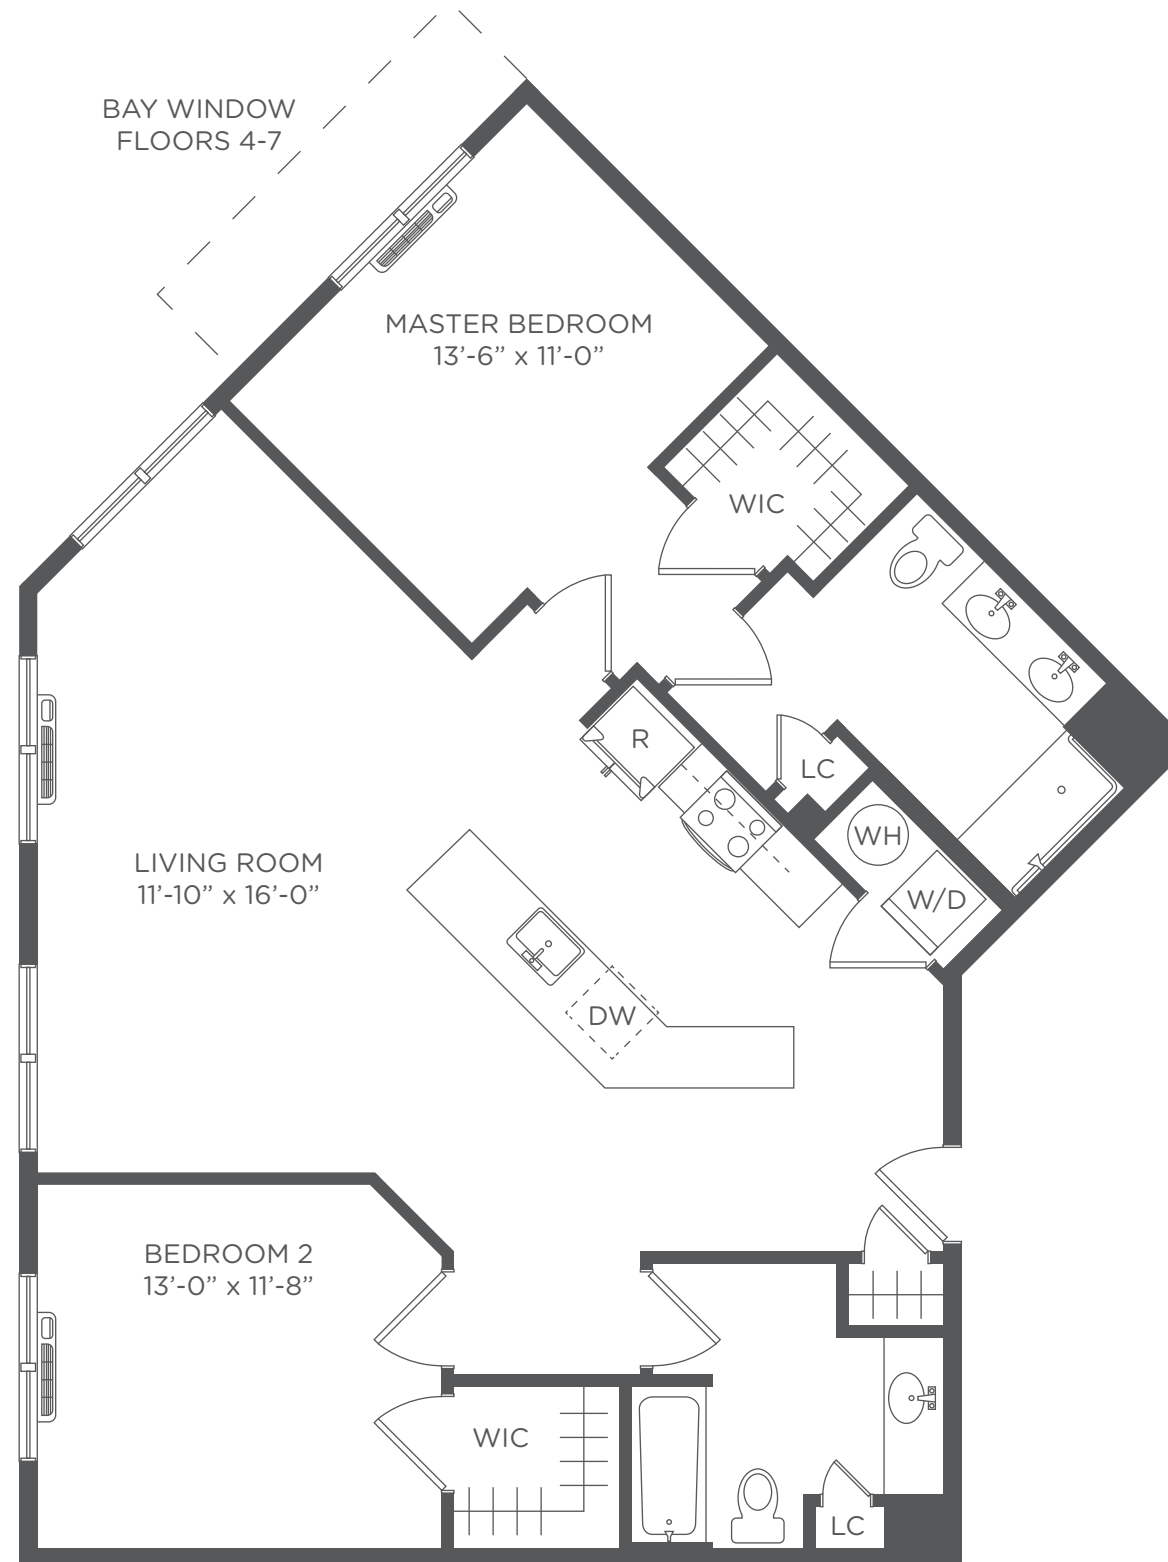 BAY WINDOW
FLOORS 4-7
MASTER BEDROOM
13’-6” x 11’-0”
WIC
R
LC
WH
W/D
LIVING ROOM
11’-10” x 16’-0”
DW
BEDROOM 2
13’-0” x 11’-8”
WIC
LC